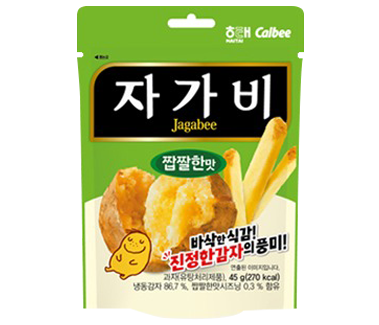 해태 Calbee
HAITAI
자가비
Jagabee
짭짤한맛
바삭한 식감!
진정한감자의풍미!
연출된 이미지입니다.
과자(유탕처리제품) 45 g(270 kcal)
냉동감자 86.7 %, 짭짤한맛시즈닝 0.3 % 함유